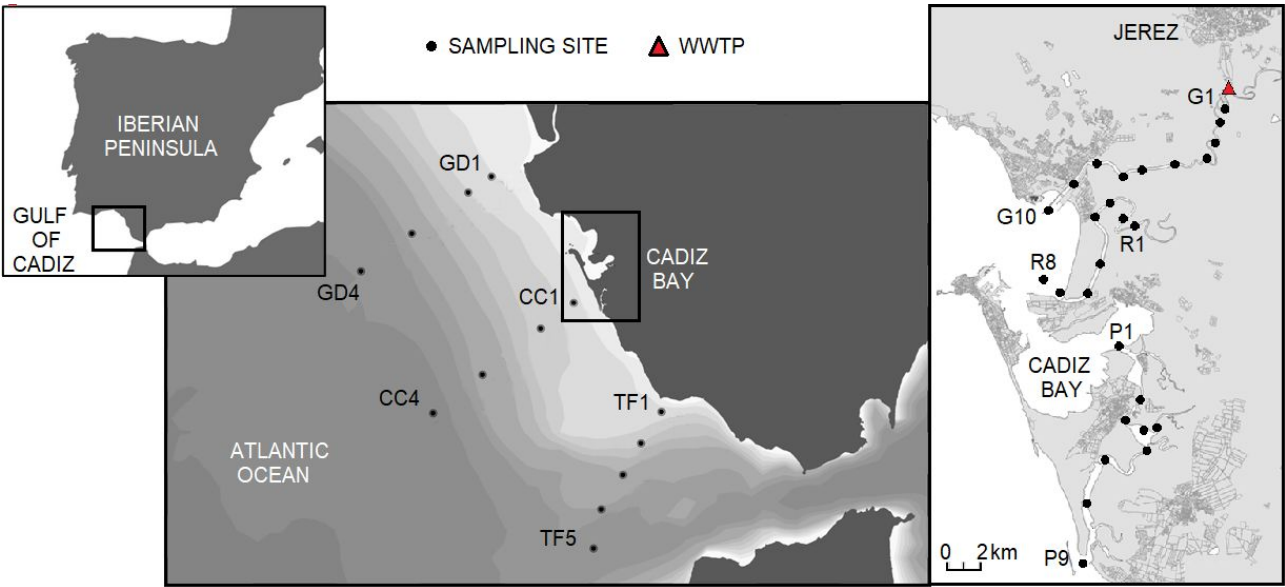 SAMPLING SITE
WWTP
IBERIAN
PENINSULA
GULF
OF
CADIZ
GD1
GD4
CC1
CC4
CADIZ
BAY
TF1
TF5
ATLANTIC
OCEAN
JEREZ
G1
G10
R1
R8
P1
CADIZ
BAY
P9
0 2km